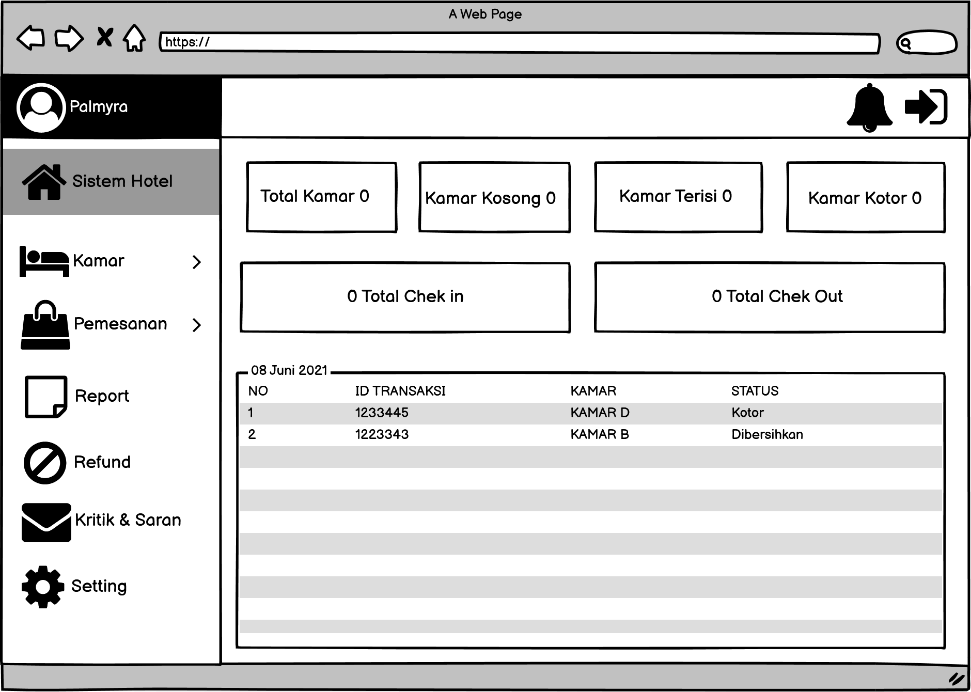 A Web Page
https://
Palmyra
Sistem Hotel
Kamar
Pemesanan
Report
Refund
Kritik & Saran
Setting
Total Kamar 0
Kamar Kosong 0
Kamar Terisi 0
Kamar Kotor 0
0 Total Chek in
0 Total Chek Out
08 Juni 2021
NO ID TRANSAKSI KAMAR STATUS
1 1233445 KAMAR D Kotor
2 1223343 KAMAR B Dibersihkan